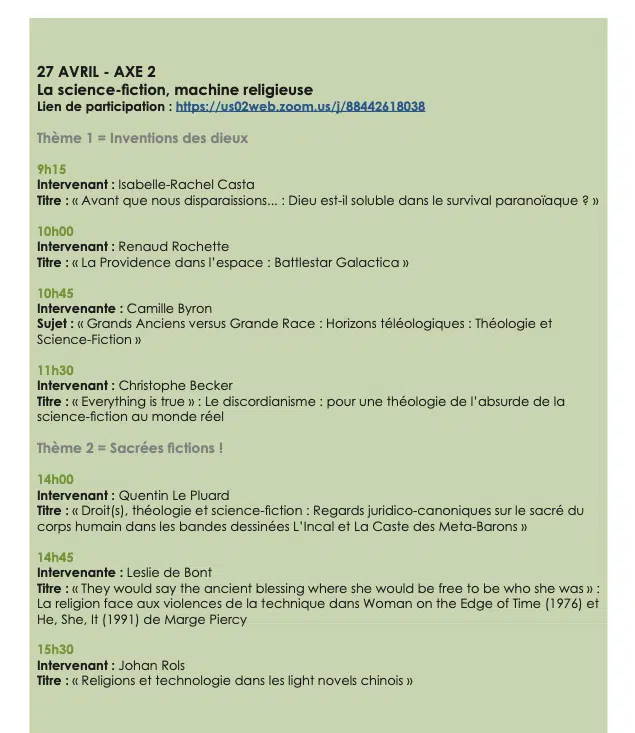 27 AVRIL - AXE 2
La science-fiction, machine religieuse
Lien de participation : https://us02web.zoom.us/j/88442618038
Thème 1 = Inventions des dieux
9h15
Intervenant : Isabelle-Rachel Casta
Titre : « Avant que nous disparaissions... : Dieu est-il soluble dans le survival paranoïaque ? »
10h00
Intervenant : Renaud Rochette
Titre : « La Providence dans l'espace : Battlestar Galactica »
10h45
Intervenante : Camille Byron
Sujet : « Grands Anciens versus Grande Race : Horizons téléologiques : Théologie et
Science-Fiction »
11h30
Intervenant : Christophe Becker
Titre : « Everything is true » : Le discordianisme : pour une théologie de l'absurde de la
science-fiction au monde réel
Thème 2 = Sacrées fictions !
14h00
Intervenant : Quentin Le Pluard
Titre : « Droit(s), théologie et science-fiction : Regards juridico-canoniques sur le sacré du
corps humain dans les bandes dessinées L'Incal et La Caste des Meta-Barons »
14h45
Intervenante : Leslie de Bont
Titre : « They would say the ancient blessing where she would be free to be who she was » :
La religion face aux violences de la technique dans Woman on the Edge of Time (1976) et
He, She, It (1991) de Marge Piercy
15h30
Intervenant : Johan Rols
Titre : « Religions et technologie dans les light novels chinois »